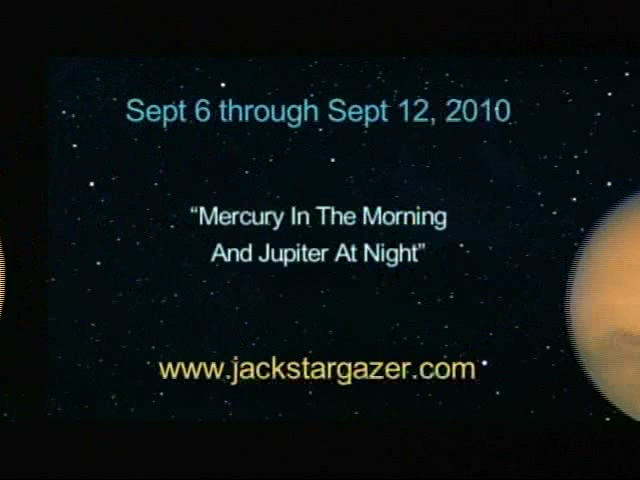 Sept 6 through Sept 12, 2010
“Mercury In The Morning
And Jupiter At Night”
www.jackstargazer.com